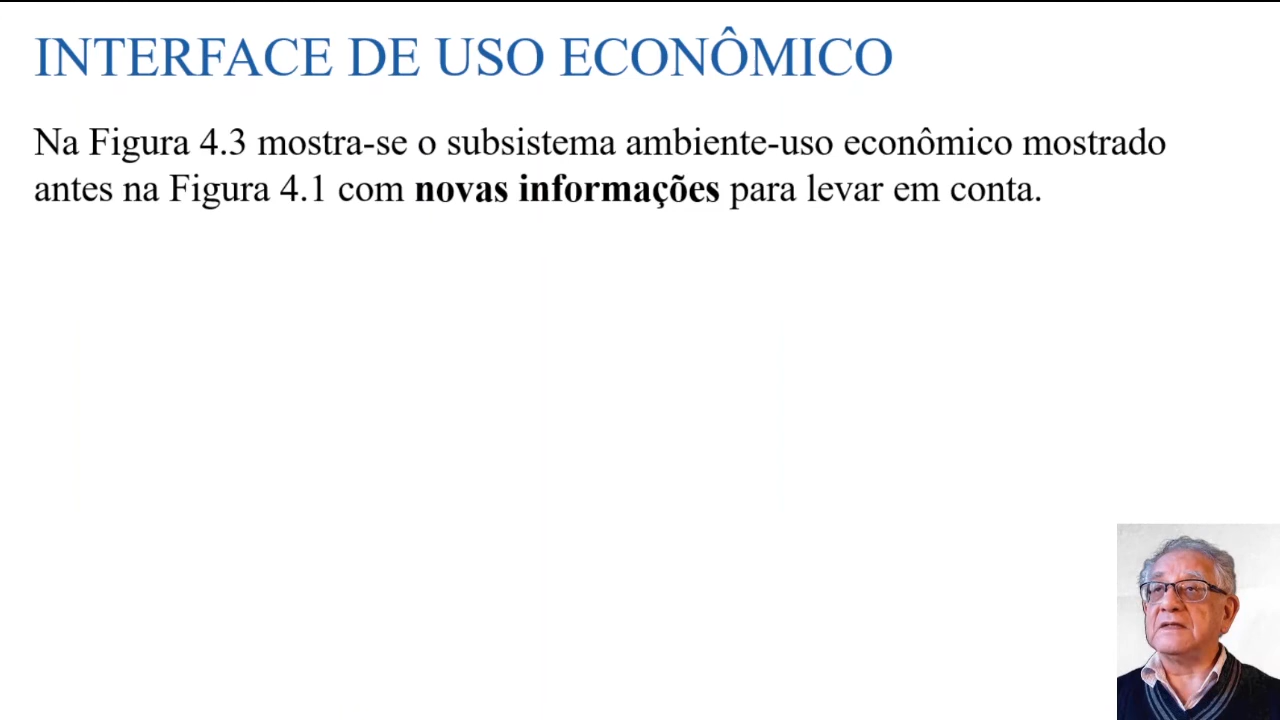 INTERFACE DE USO ECONÔMICO
Na Figura 4.3 mostra-se o subsistema ambiente-uso econômico mostrado
antes na Figura 4.1 com novas informações para levar em conta.